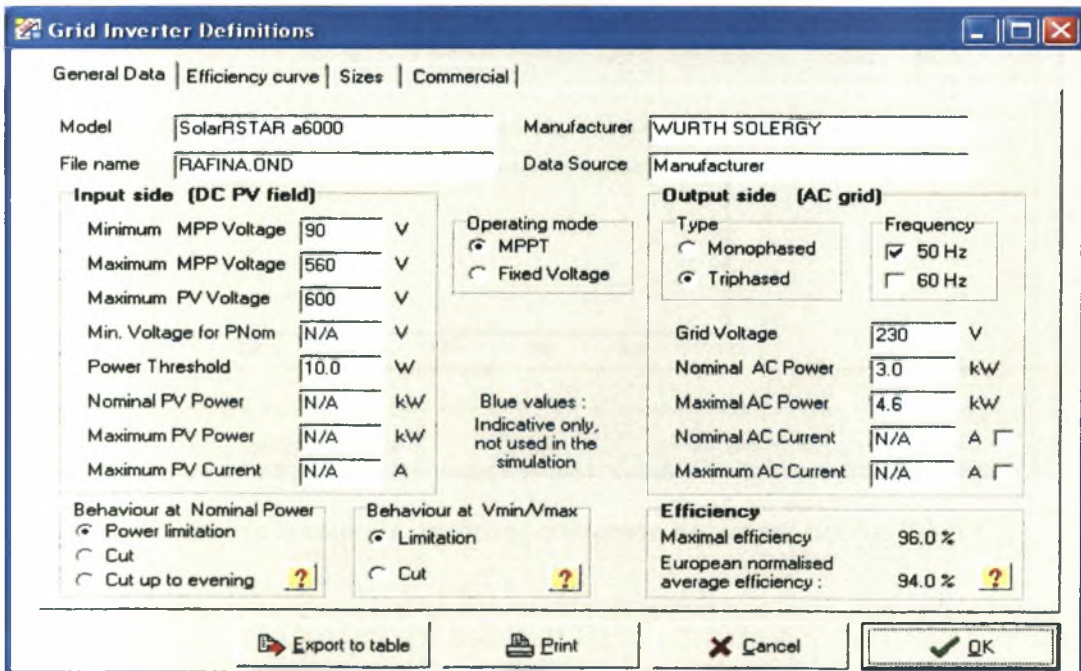 Grid Inverter Definitions
General Data Efficiency curve Sizes Commercial
Model SolarRSTAR a6000 Manufacturer WURTH SOLERGY
File name RAFINA.OND Data Source Manufacturer
Input side (DC PV field)
Minimum MPP Voltage 90 V
Maximum MPP Voltage 560 V
Maximum PV Voltage 600 V
Min. Voltage for PNom N/A V
Power Threshold 10.0 W
Nominal PV Power N/A kW
Maximum PV Power N/A kW
Maximum PV Current N/A A
Operating mode
MPPT
Fixed Voltage
Blue values :
Indicative only,
not used in the
simulation
Output side (AC grid)
Type
Monophased
Triphased
Frequency
50 Hz
60 Hz
Grid Voltage 230 V
Nominal AC Power 3.0 kW
Maximal AC Power 4.6 kW
Nominal AC Current N/A A
Maximum AC Current N/A A
Behaviour at Nominal Power
Power limitation
Cut
Cut up to evening ?
Behaviour at Vmin/Vmax
Limitation
Cut ?
Efficiency
Maximal efficiency 96.0 %
European normalised
average efficiency : 94.0 % ?
Export to table Print Cancel OK